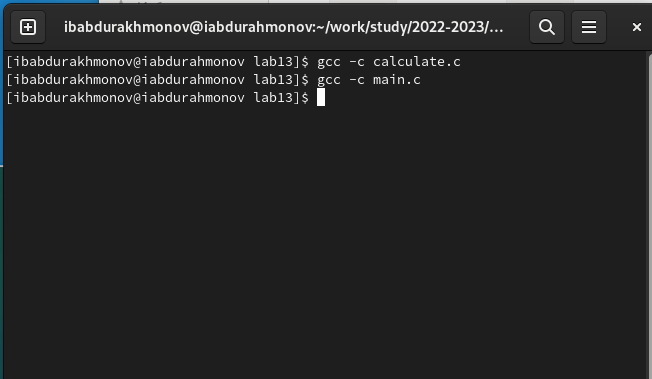 ibabdurakhmonov@iabdurahmonov:~/work/study/2022-2023/...
[ibabdurakhmonov@iabdurahmonov lab13]$ gcc -c calculate.c
[ibabdurakhmonov@iabdurahmonov lab13]$ gcc -c main.c
[ibabdurakhmonov@iabdurahmonov lab13]$